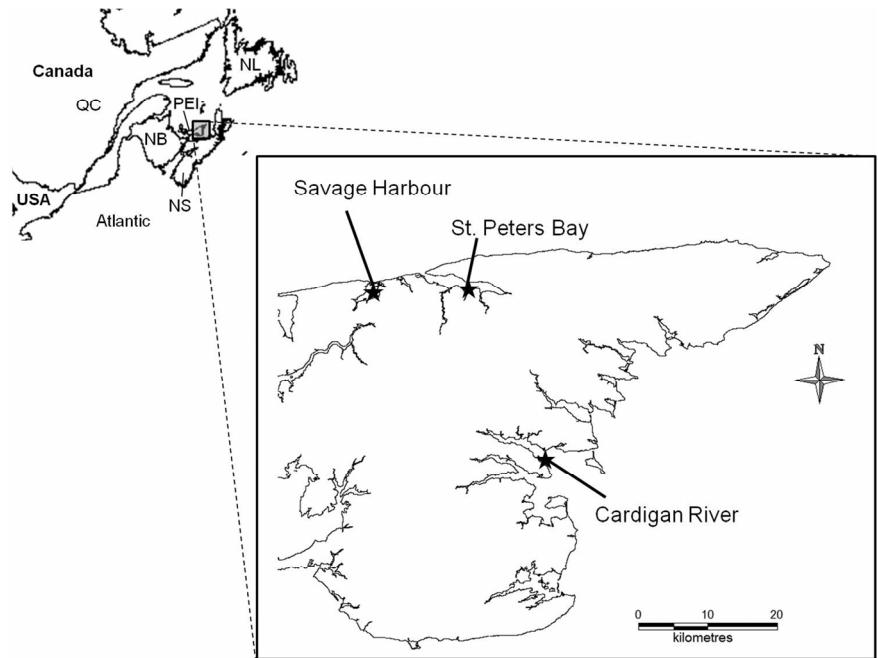 Canada
NL
QC
PEI
NB
USA
NS
Atlantic
Savage Harbour
St. Peters Bay
N
Cardigan River
0 10 20
kilometres